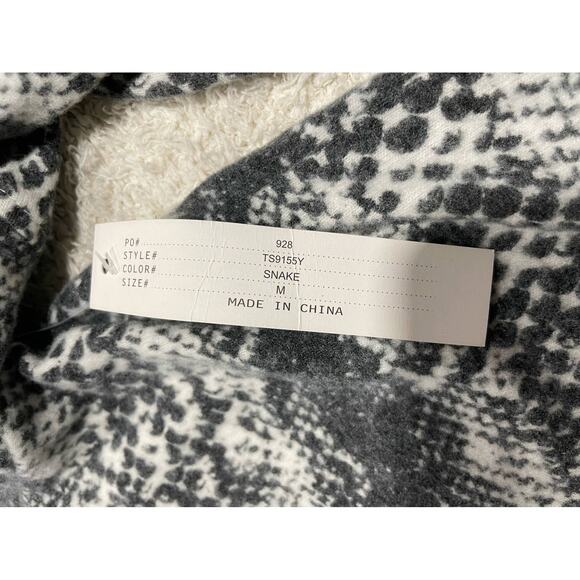 PO# 928
STYLE# TS9155Y
COLOR# SNAKE
SIZE# M
MADE IN CHINA